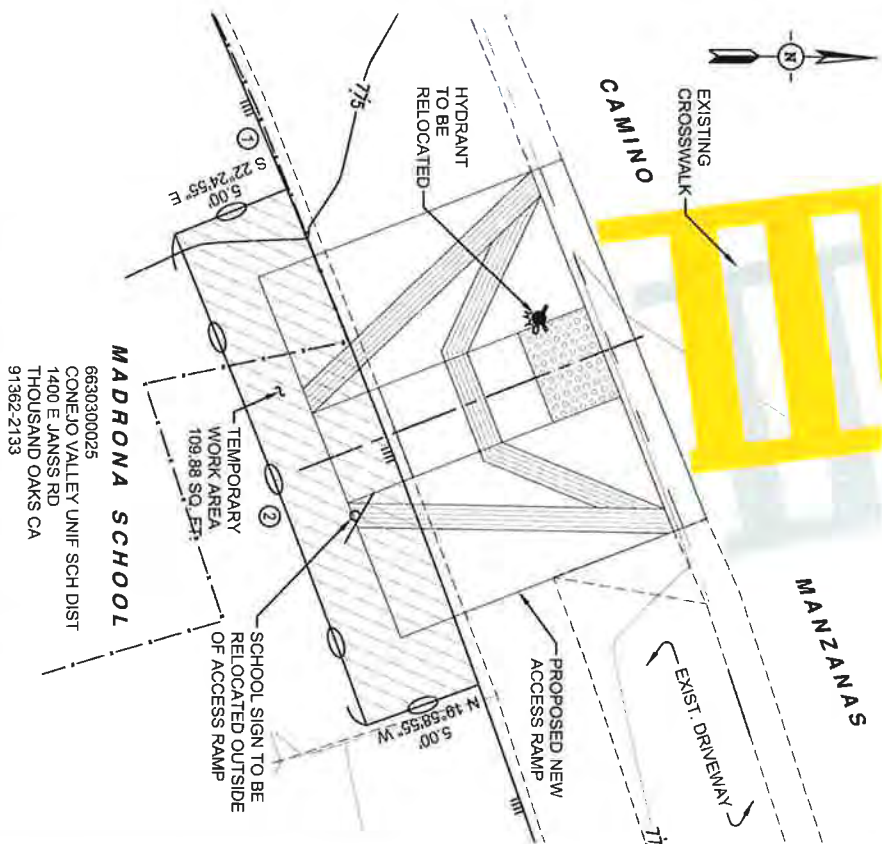 N
EXISTING
CROSSWALK
CAMINO
MANZANAS
HYDRANT
TO BE
RELOCATED
775
1
S 22°24'55" E
5.00'
EXIST. DRIVEWAY
PROPOSED NEW
ACCESS RAMP
77
N 19°58'55" W
5.00'
SCHOOL SIGN TO BE
RELOCATED OUTSIDE
OF ACCESS RAMP
2
TEMPORARY
WORK AREA
109.88 SQ. FT.
MADRONA SCHOOL
6630300025
CONEJO VALLEY UNIF SCH DIST
1400 E JANSS RD
THOUSAND OAKS CA
91362-2133